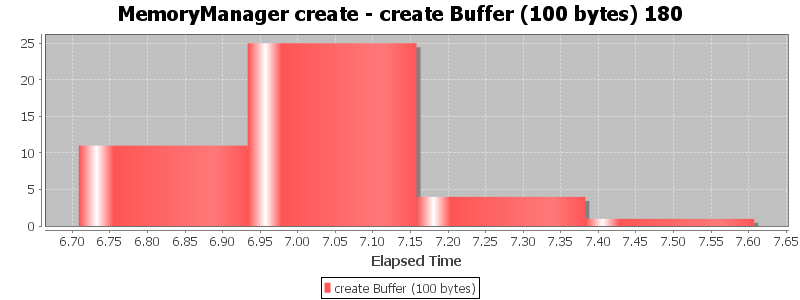 MemoryManager create - create Buffer (100 bytes) 180
25
20
15
10
5
0
6.70 6.75 6.80 6.85 6.90 6.95 7.00 7.05 7.10 7.15 7.20 7.25 7.30 7.35 7.40 7.45 7.50 7.55 7.60 7.65
Elapsed Time
create Buffer (100 bytes)